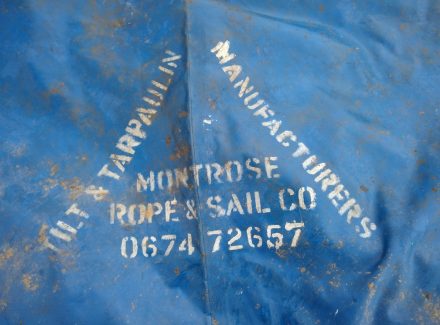 TILT & TARPAULIN
MANUFACTURERS
MONTROSE
ROPE & SAIL CO
0674 72657